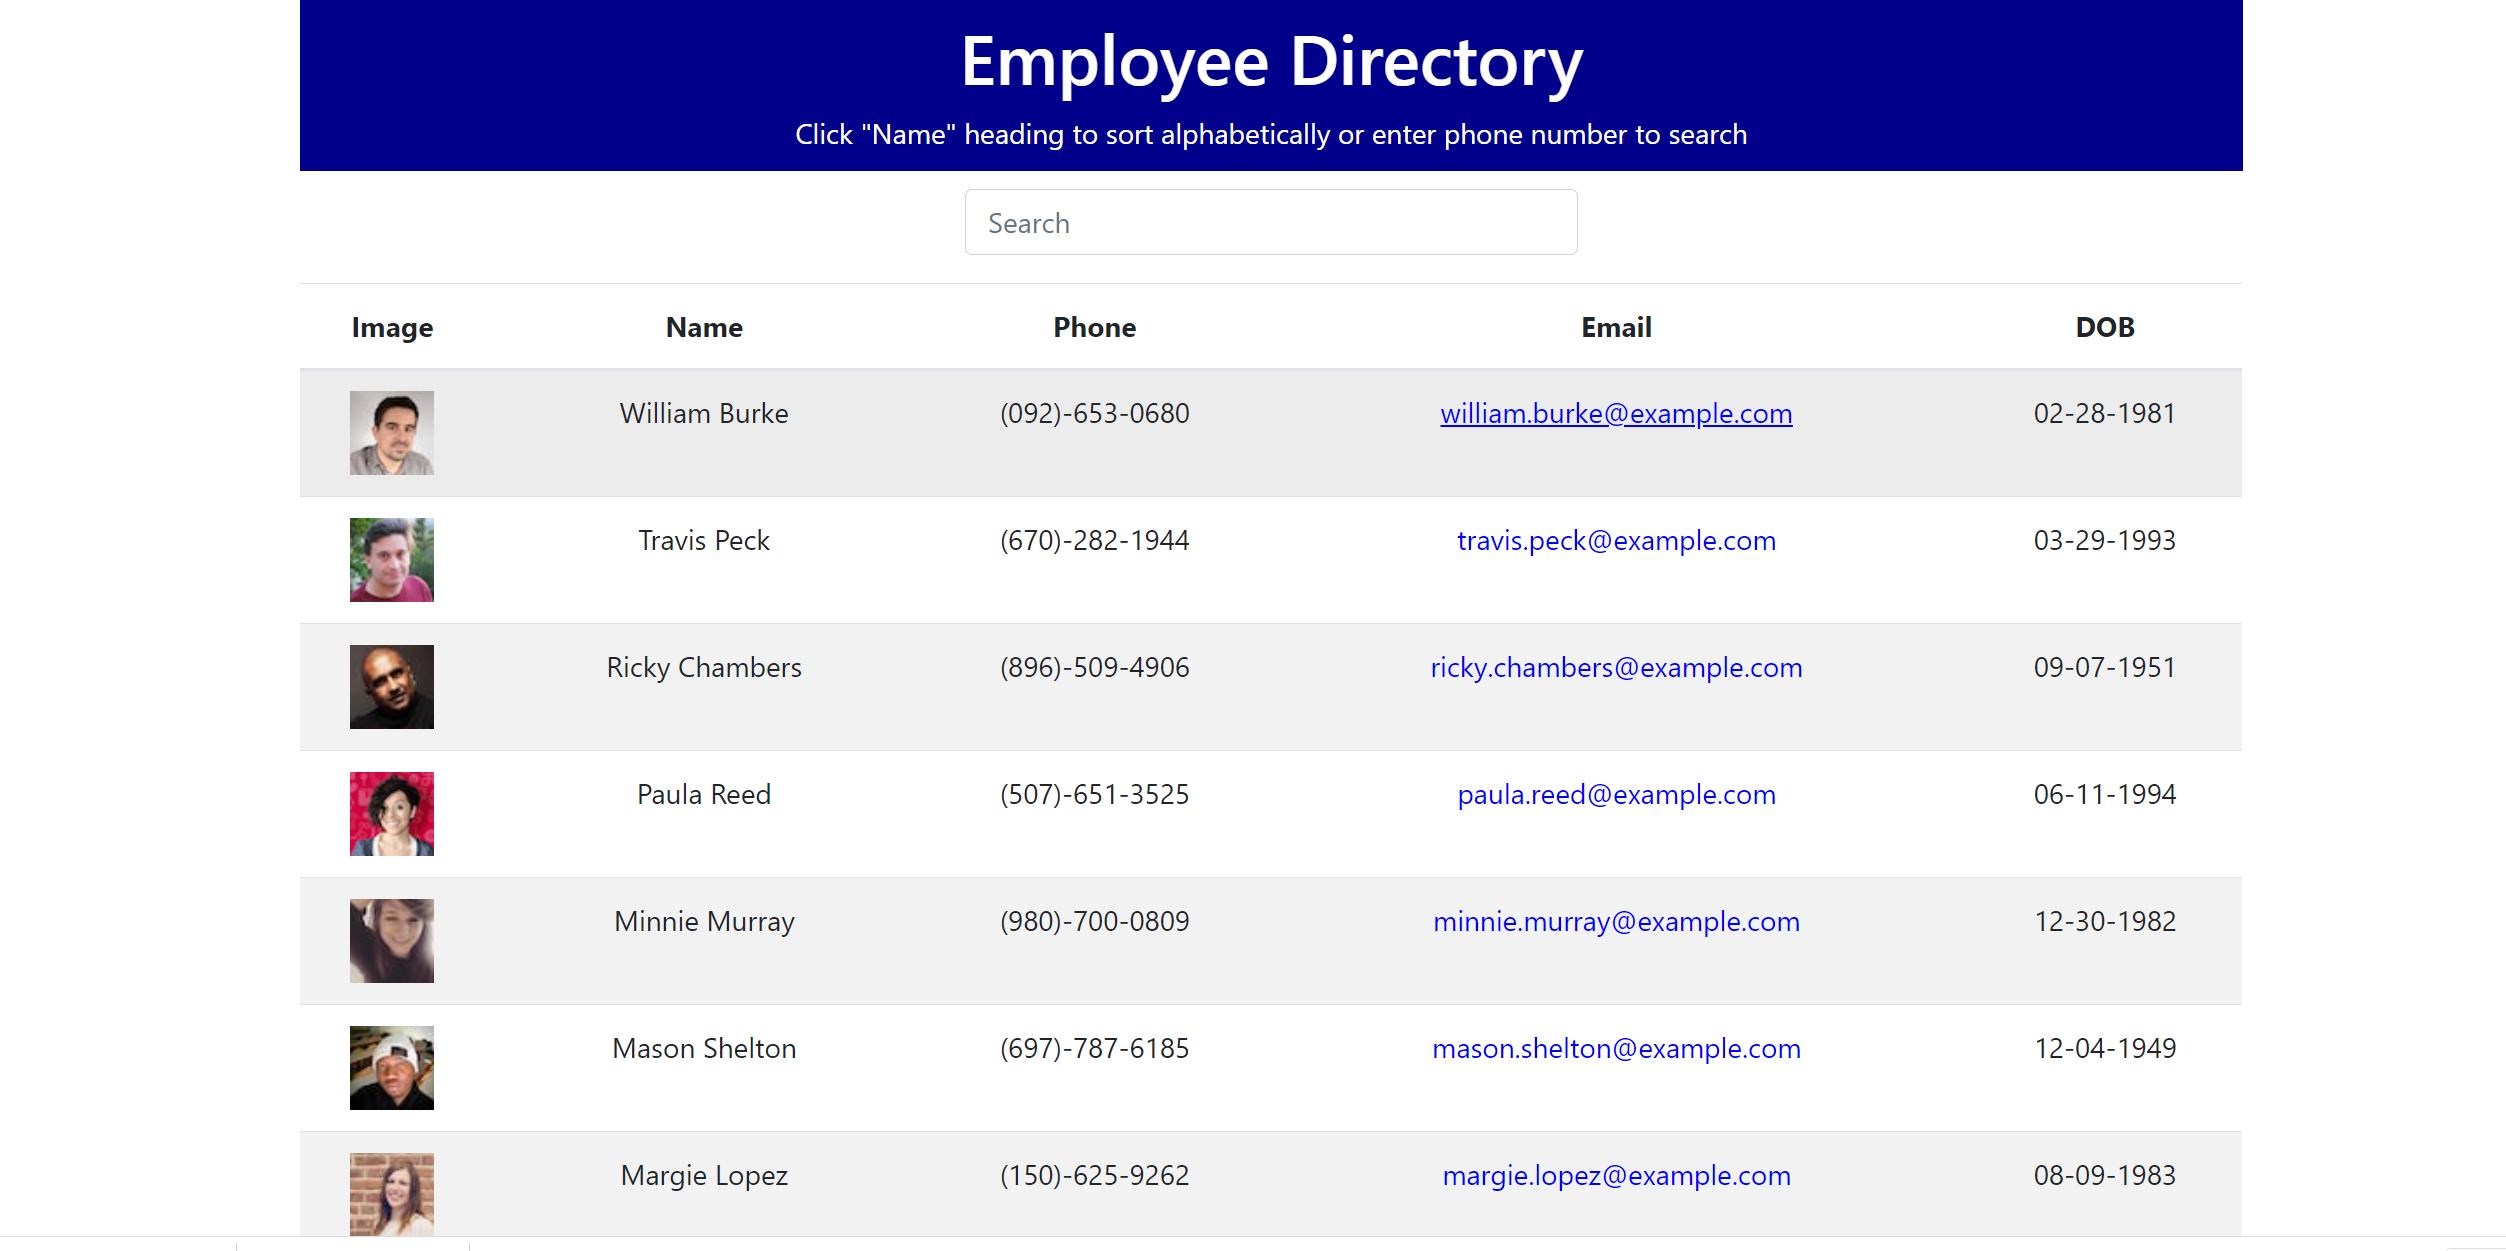 Employee Directory
Click "Name" heading to sort alphabetically or enter phone number to search
Search
Image Name Phone Email DOB
William Burke (092)-653-0680 william.burke@example.com 02-28-1981
Travis Peck (670)-282-1944 travis.peck@example.com 03-29-1993
Ricky Chambers (896)-509-4906 ricky.chambers@example.com 09-07-1951
Paula Reed (507)-651-3525 paula.reed@example.com 06-11-1994
Minnie Murray (980)-700-0809 minnie.murray@example.com 12-30-1982
Mason Shelton (697)-787-6185 mason.shelton@example.com 12-04-1949
Margie Lopez (150)-625-9262 margie.lopez@example.com 08-09-1983